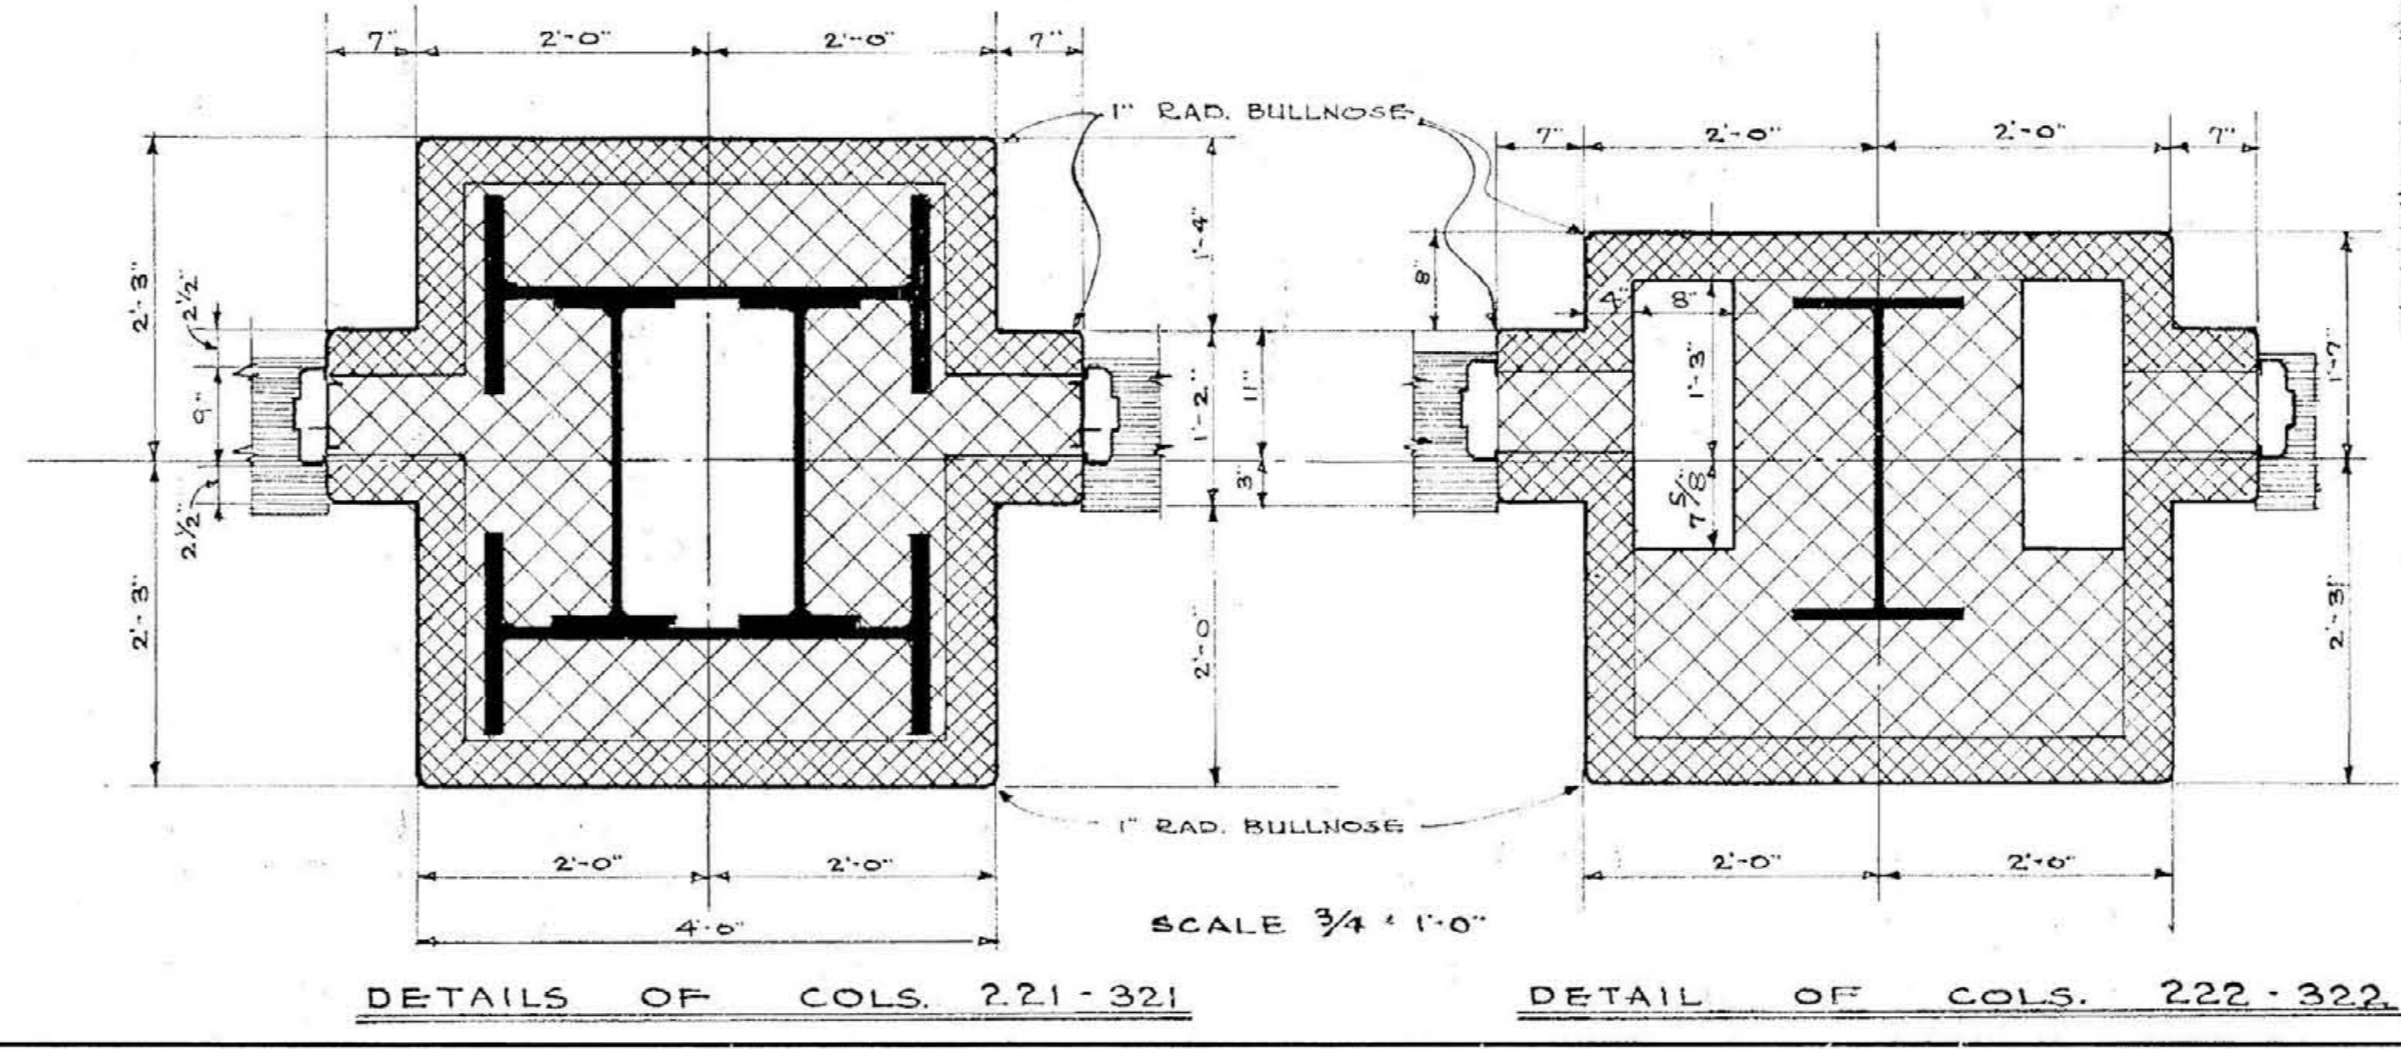 7" 2'-0" 2'-0" 7"
1" RAD. BULLNOSE
7" 2'-0" 2'-0" 7"
2'-3"
2½"
9"
2½"
2'-3"
1'-4"
1'-2"
11"
3"
2'-0"
8"
4" 8"
1'-3"
7 5/8
1'-7"
2'-3"
1" RAD. BULLNOSE
2'-0" 2'-0"
4'-0"
2'-0" 2'-0"
SCALE 3/4 = 1'-0"
DETAILS OF COLS. 221-321
DETAIL OF COLS. 222-322